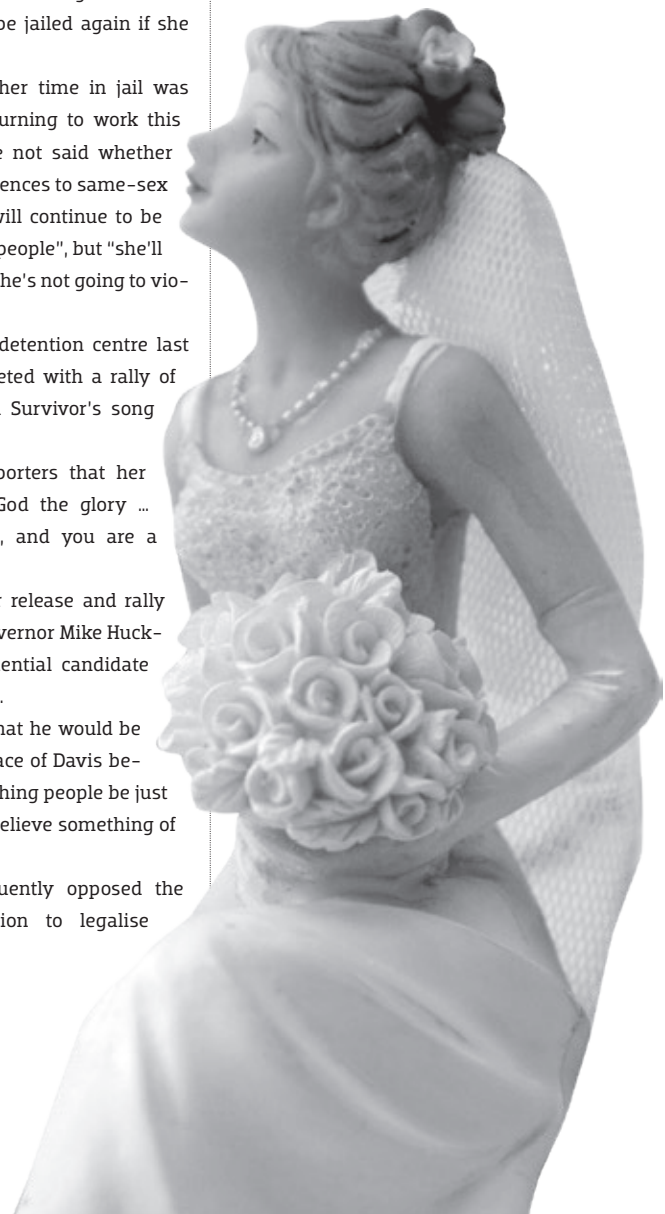 be jailed again if she
her time in jail was
urning to work this
not said whether
ences to same-sex
will continue to be
people", but "she'll
he's not going to vio-
detention centre last
eted with a rally of
Survivor's song
porters that her
God the glory …
, and you are a
release and rally
vernor Mike Huck-
ential candidate
.
hat he would be
ace of Davis be-
hing people be just
elieve something of
uently opposed the
ion to legalise